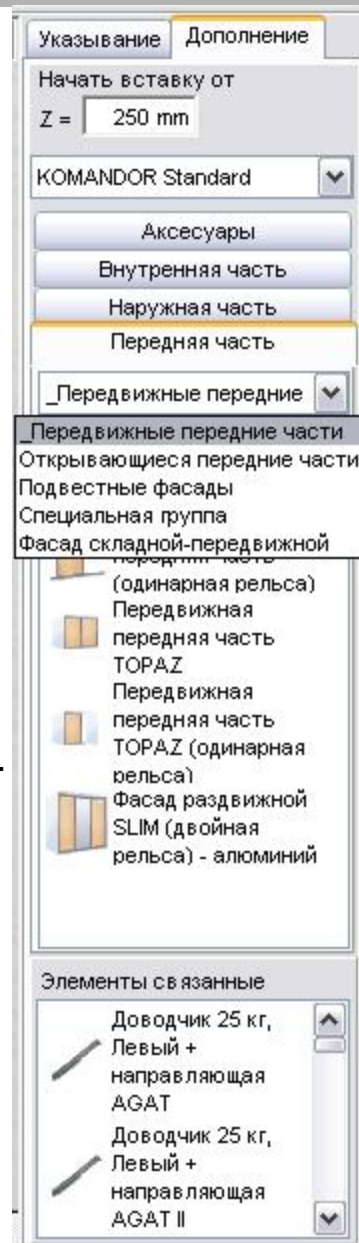 Указывание Дополнение
Начать вставку от
Z = 250 mm
KOMANDOR Standard
Аксесуары
Внутренняя часть
Наружная часть
Передняя часть
_Передвижные передние
_Передвижные передние части
Открывающиеся передние части
Подвестные фасады
Специальная группа
Фасад складной-передвижной
передняя часть
(одинарная рельса)
Передвижная
передняя часть
TOPAZ
Передвижная
передняя часть
TOPAZ (одинарная
рельса)
Фасад раздвижной
SLIM (двойная
рельса) - алюминий
Элементы связанные
Доводчик 25 кг,
Левый +
направляющая
AGAT
Доводчик 25 кг,
Левый +
направляющая
AGAT II